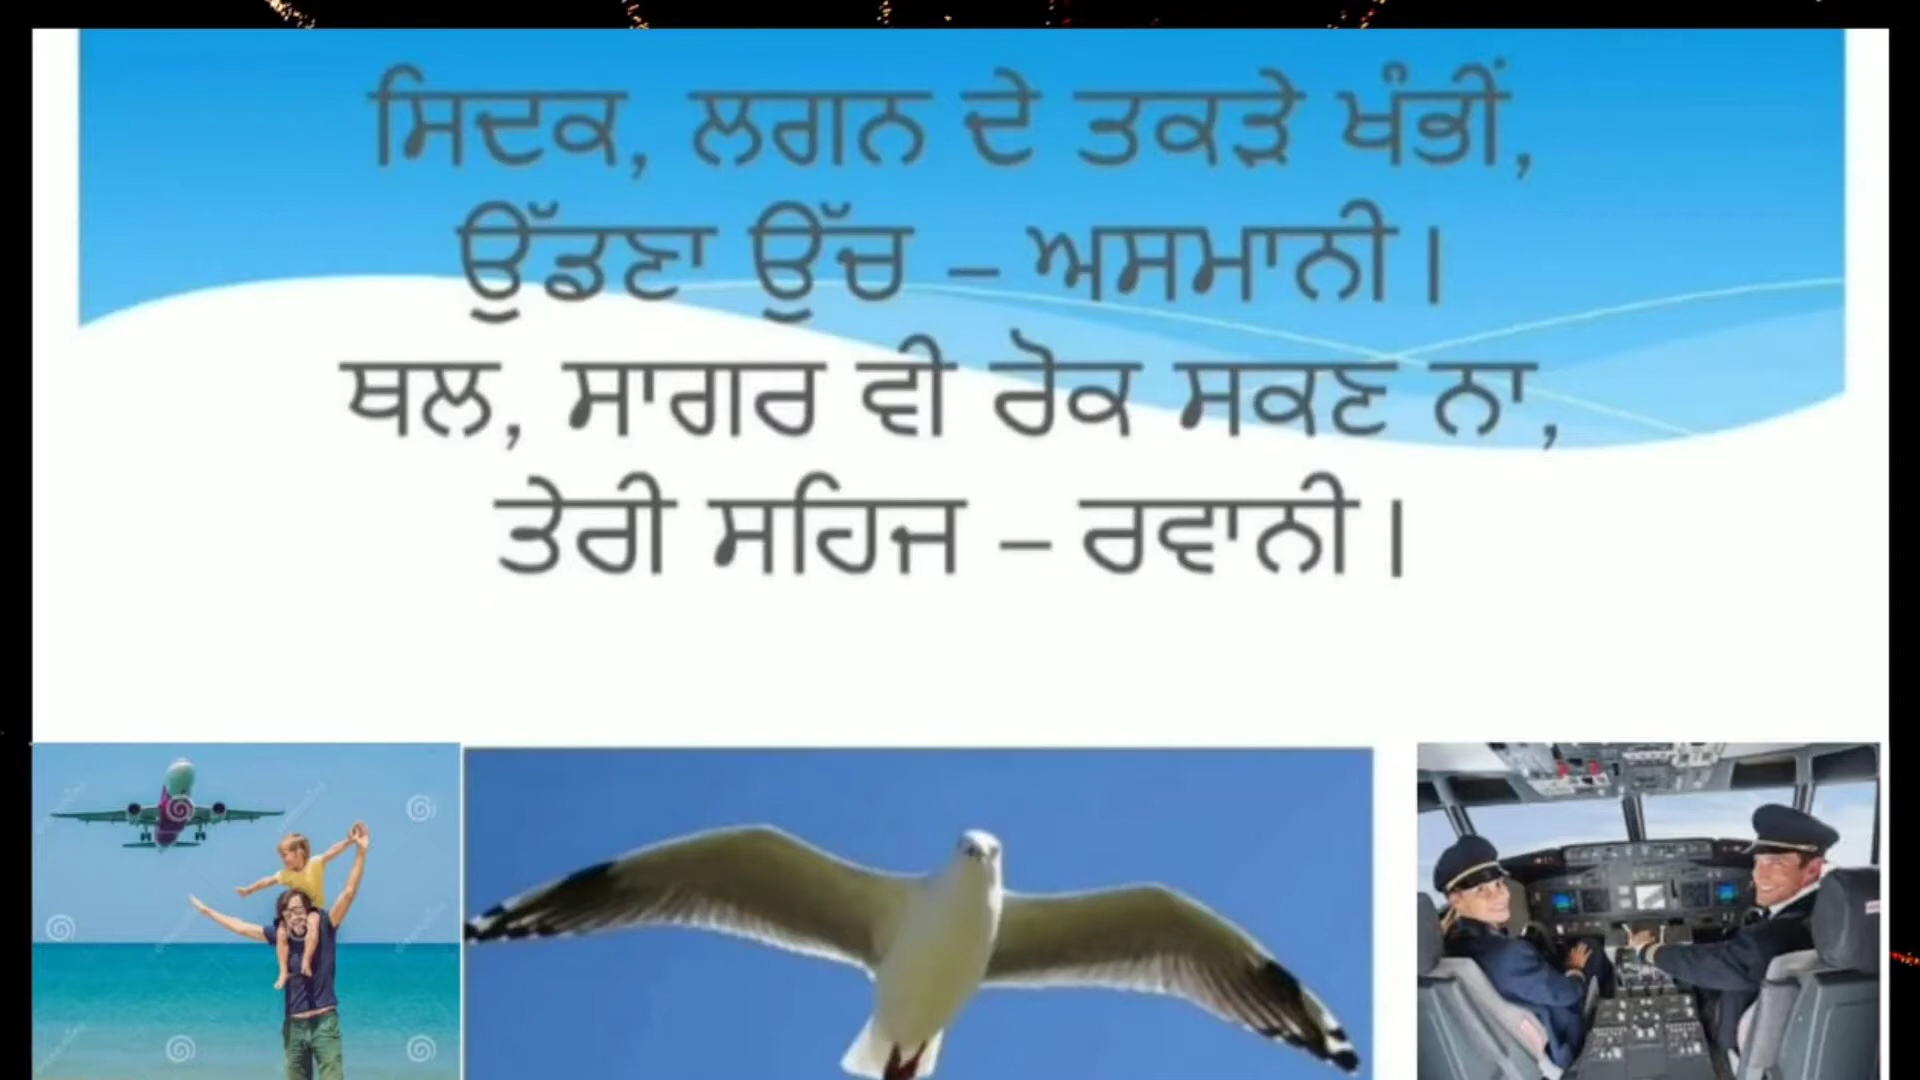 ਸਿਦਕ, ਲਗਨ ਦੇ ਤਕੜੇ ਖੰਭੀਂ,
ਉੱਡਣਾ ਉੱਚ – ਅਸਮਾਨੀ।
ਥਲ, ਸਾਗਰ ਵੀ ਰੋਕ ਸਕਣ ਨਾ,
ਤੇਰੀ ਸਹਿਜ – ਰਵਾਨੀ।